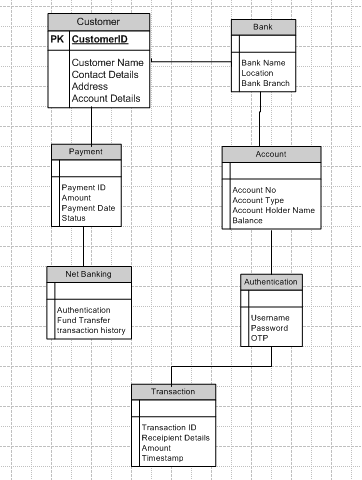 Customer
PK CustomerID
Customer Name
Contact Details
Address
Account Details
Bank
Bank Name
Location
Bank Branch
Payment
Payment ID
Amount
Payment Date
Status
Account
Account No
Account Type
Account Holder Name
Balance
Net Banking
Authentication
Fund Transfer
transaction history
Authentication
Username
Password
OTP
Transaction
Transaction ID
Receipient Details
Amount
Timestamp